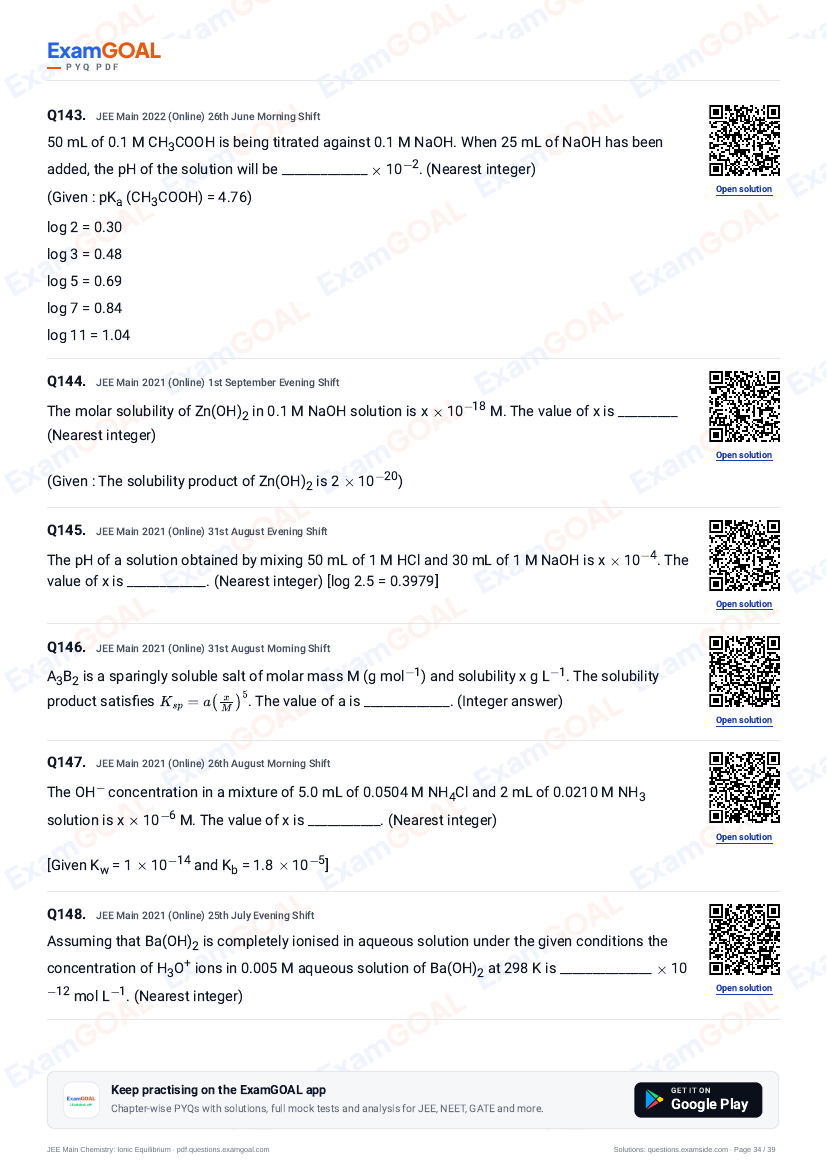 ExamGOAL
PYQ PDF
Q143. JEE Main 2022 (Online) 26th June Morning Shift
50 mL of 0.1 M CH₃COOH is being titrated against 0.1 M NaOH. When 25 mL of NaOH has been
added, the pH of the solution will be _____________ × 10⁻². (Nearest integer)
(Given : pKₐ (CH₃COOH) = 4.76)
log 2 = 0.30
log 3 = 0.48
log 5 = 0.69
log 7 = 0.84
log 11 = 1.04
Open solution
Q144. JEE Main 2021 (Online) 1st September Evening Shift
The molar solubility of Zn(OH)₂ in 0.1 M NaOH solution is x × 10⁻¹⁸ M. The value of x is _________
(Nearest integer)
(Given : The solubility product of Zn(OH)₂ is 2 × 10⁻²⁰)
Open solution
Q145. JEE Main 2021 (Online) 31st August Evening Shift
The pH of a solution obtained by mixing 50 mL of 1 M HCl and 30 mL of 1 M NaOH is x × 10⁻⁴. The
value of x is ____________. (Nearest integer) [log 2.5 = 0.3979]
Open solution
Q146. JEE Main 2021 (Online) 31st August Morning Shift
A₃B₂ is a sparingly soluble salt of molar mass M (g mol⁻¹) and solubility x g L⁻¹. The solubility
product satisfies K_{sp} = a(x/M)⁵. The value of a is _____________. (Integer answer)
Open solution
Q147. JEE Main 2021 (Online) 26th August Morning Shift
The OH⁻ concentration in a mixture of 5.0 mL of 0.0504 M NH₄Cl and 2 mL of 0.0210 M NH₃
solution is x × 10⁻⁶ M. The value of x is ___________. (Nearest integer)
[Given K_w = 1 × 10⁻¹⁴ and K_b = 1.8 × 10⁻⁵]
Open solution
Q148. JEE Main 2021 (Online) 25th July Evening Shift
Assuming that Ba(OH)₂ is completely ionised in aqueous solution under the given conditions the
concentration of H₃O⁺ ions in 0.005 M aqueous solution of Ba(OH)₂ at 298 K is ______________ × 10
⁻¹² mol L⁻¹. (Nearest integer)
Open solution
Keep practising on the ExamGOAL app
Chapter-wise PYQs with solutions, full mock tests and analysis for JEE, NEET, GATE and more.
GET IT ON
Google Play
JEE Main Chemistry: Ionic Equilibrium · pdf.questions.examgoal.com
Solutions: questions.examside.com · Page 34 / 39